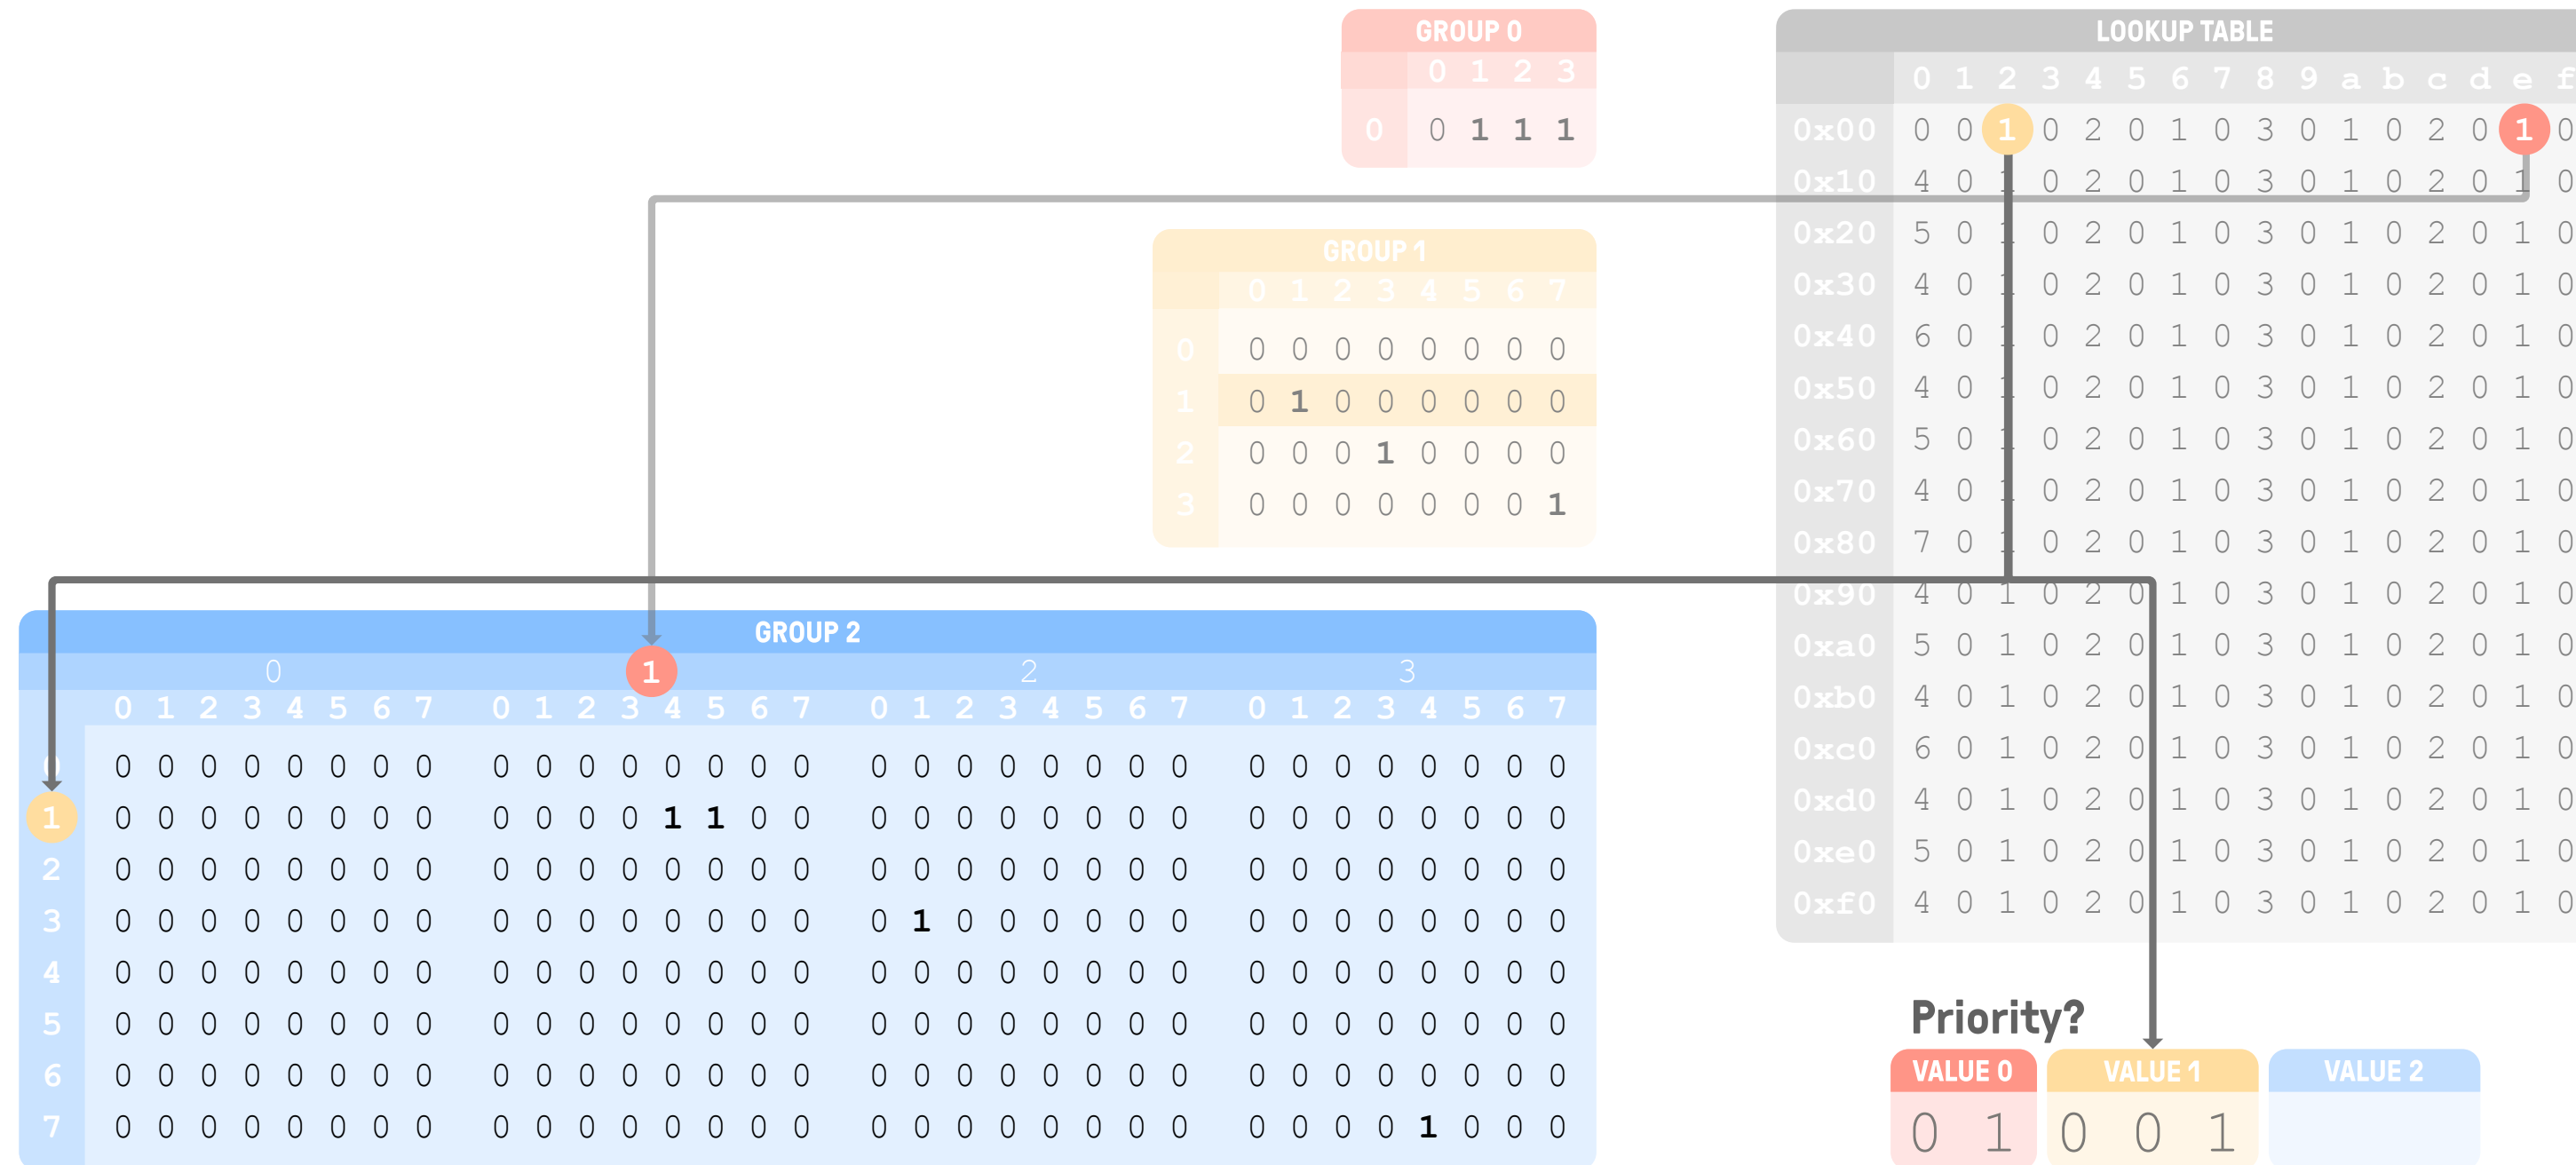 GROUP 0
0 1 2 3
0 0 1 1 1
GROUP 1
0 1 2 3 4 5 6 7
0 0 0 0 0 0 0 0 0
1 0 1 0 0 0 0 0 0
2 0 0 0 1 0 0 0 0
3 0 0 0 0 0 0 0 1
LOOKUP TABLE
0 1 2 3 4 5 6 7 8 9 a b c d e f
0x00 0 0 1 0 2 0 1 0 3 0 1 0 2 0 1 0
0x10 4 0 1 0 2 0 1 0 3 0 1 0 2 0 1 0
0x20 5 0 1 0 2 0 1 0 3 0 1 0 2 0 1 0
0x30 4 0 1 0 2 0 1 0 3 0 1 0 2 0 1 0
0x40 6 0 1 0 2 0 1 0 3 0 1 0 2 0 1 0
0x50 4 0 1 0 2 0 1 0 3 0 1 0 2 0 1 0
0x60 5 0 1 0 2 0 1 0 3 0 1 0 2 0 1 0
0x70 4 0 1 0 2 0 1 0 3 0 1 0 2 0 1 0
0x80 7 0 1 0 2 0 1 0 3 0 1 0 2 0 1 0
0x90 4 0 1 0 2 0 1 0 3 0 1 0 2 0 1 0
0xa0 5 0 1 0 2 0 1 0 3 0 1 0 2 0 1 0
0xb0 4 0 1 0 2 0 1 0 3 0 1 0 2 0 1 0
0xc0 6 0 1 0 2 0 1 0 3 0 1 0 2 0 1 0
0xd0 4 0 1 0 2 0 1 0 3 0 1 0 2 0 1 0
0xe0 5 0 1 0 2 0 1 0 3 0 1 0 2 0 1 0
0xf0 4 0 1 0 2 0 1 0 3 0 1 0 2 0 1 0
GROUP 2
0 1 2 3
0 1 2 3 4 5 6 7 0 1 2 3 4 5 6 7 0 1 2 3 4 5 6 7 0 1 2 3 4 5 6 7
0 0 0 0 0 0 0 0 0 0 0 0 0 0 0 0 0 0 0 0 0 0 0 0 0 0 0 0 0 0 0 0 0
1 0 0 0 0 0 0 0 0 0 0 0 0 1 1 0 0 0 0 0 0 0 0 0 0 0 0 0 0 0 0 0 0
2 0 0 0 0 0 0 0 0 0 0 0 0 0 0 0 0 0 0 0 0 0 0 0 0 0 0 0 0 0 0 0 0
3 0 0 0 0 0 0 0 0 0 0 0 0 0 0 0 0 0 1 0 0 0 0 0 0 0 0 0 0 0 0 0 0
4 0 0 0 0 0 0 0 0 0 0 0 0 0 0 0 0 0 0 0 0 0 0 0 0 0 0 0 0 0 0 0 0
5 0 0 0 0 0 0 0 0 0 0 0 0 0 0 0 0 0 0 0 0 0 0 0 0 0 0 0 0 0 0 0 0
6 0 0 0 0 0 0 0 0 0 0 0 0 0 0 0 0 0 0 0 0 0 0 0 0 0 0 0 0 0 0 0 0
7 0 0 0 0 0 0 0 0 0 0 0 0 0 0 0 0 0 0 0 0 0 0 0 0 0 0 0 0 1 0 0 0
Priority?
VALUE 0 VALUE 1 VALUE 2
0 1 0 0 1